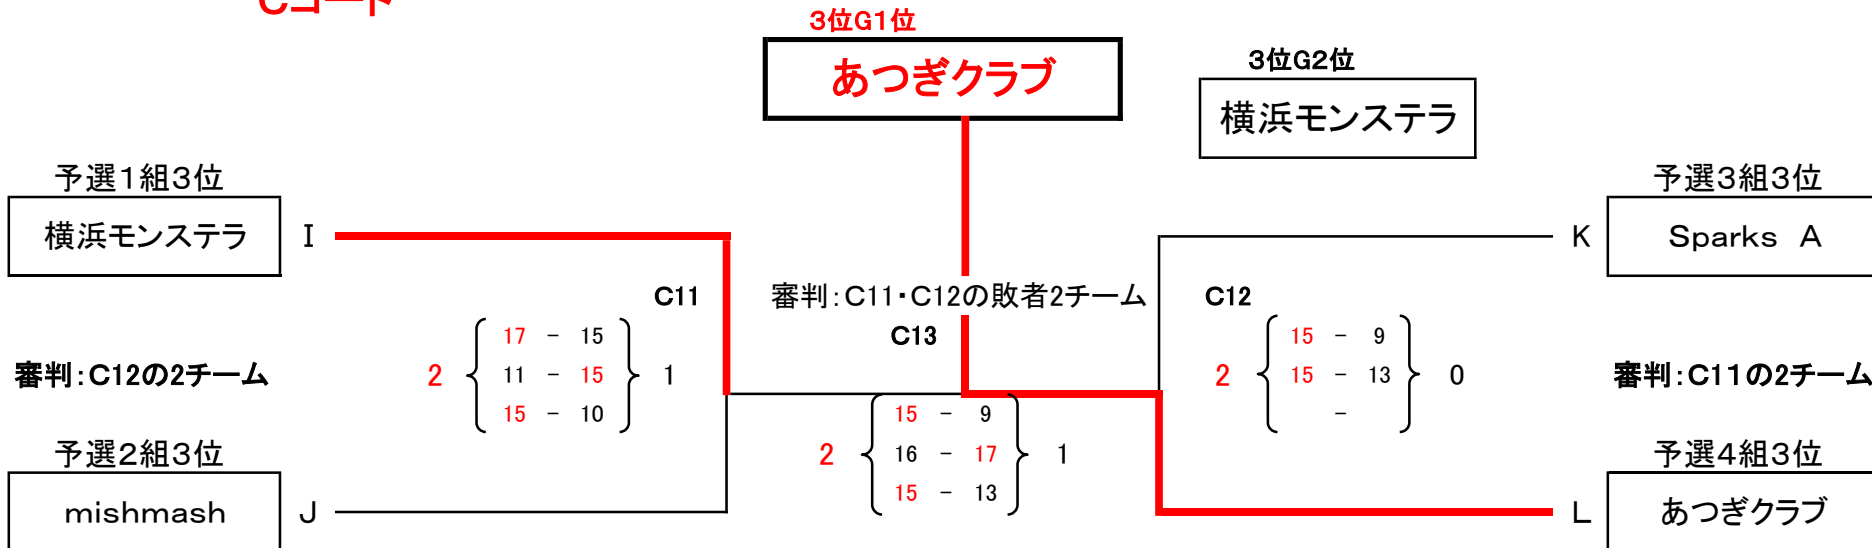 Cコート
3位G1位
あつぎクラブ
3位G2位
横浜モンステラ
予選1組3位
横浜モンステラ I
予選3組3位
K Sparks A
C11
審判:C11・C12の敗者2チーム
C12
C13
17 - 15
2 11 - 15 1
15 - 10
審判:C12の2チーム
15 - 9
2 15 - 13 0
-
審判:C11の2チーム
15 - 9
2 16 - 17 1
15 - 13
予選2組3位
mishmash J
予選4組3位
L あつぎクラブ